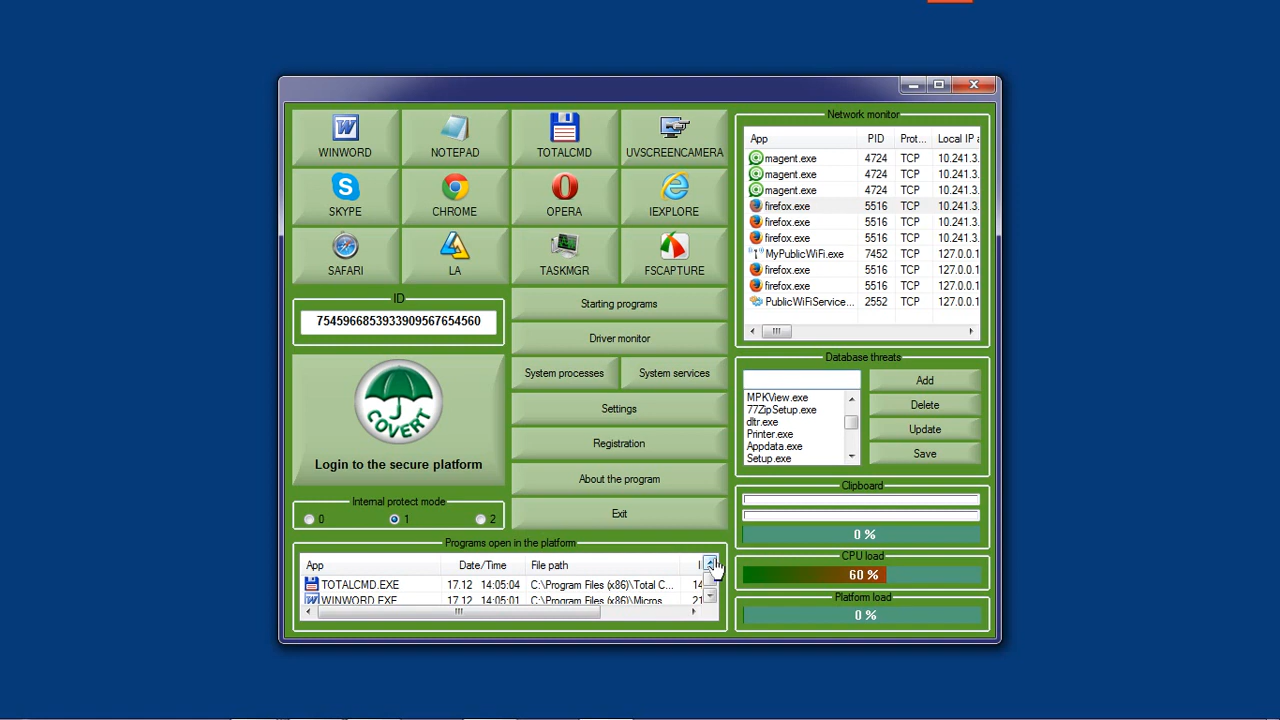 WINWORD
NOTEPAD
TOTALCMD
UVSCREENCAMERA
SKYPE
CHROME
OPERA
IEXPLORE
SAFARI
LA
TASKMGR
FSCAPTURE
ID
7545966853933909567654560
COVERT
Login to the secure platform
Internal protect mode
0 1 2
Starting programs
Driver monitor
System processes
System services
Settings
Registration
About the program
Exit
Programs open in the platform
App Date/Time File path
TOTALCMD.EXE 17.12 14:05:04 C:\Program Files (x86)\Total C... 14
WINWORD.EXE 17.12 14:05:01 C:\Program Files (x86)\Micros 21
Network monitor
App PID Prot... Local IP a
magent.exe 4724 TCP 10.241.3.
magent.exe 4724 TCP 10.241.3.
magent.exe 4724 TCP 10.241.3.
firefox.exe 5516 TCP 10.241.3.
firefox.exe 5516 TCP 10.241.3.
firefox.exe 5516 TCP 10.241.3.
MyPublicWiFi.exe 7452 TCP 127.0.0.1
firefox.exe 5516 TCP 127.0.0.1
firefox.exe 5516 TCP 127.0.0.1
PublicWiFiService... 2552 TCP 127.0.0.1
Database threats
MPKView.exe
77ZipSetup.exe
dltr.exe
Printer.exe
Appdata.exe
Setup.exe
Add
Delete
Update
Save
Clipboard
0 %
CPU load
60 %
Platform load
0 %